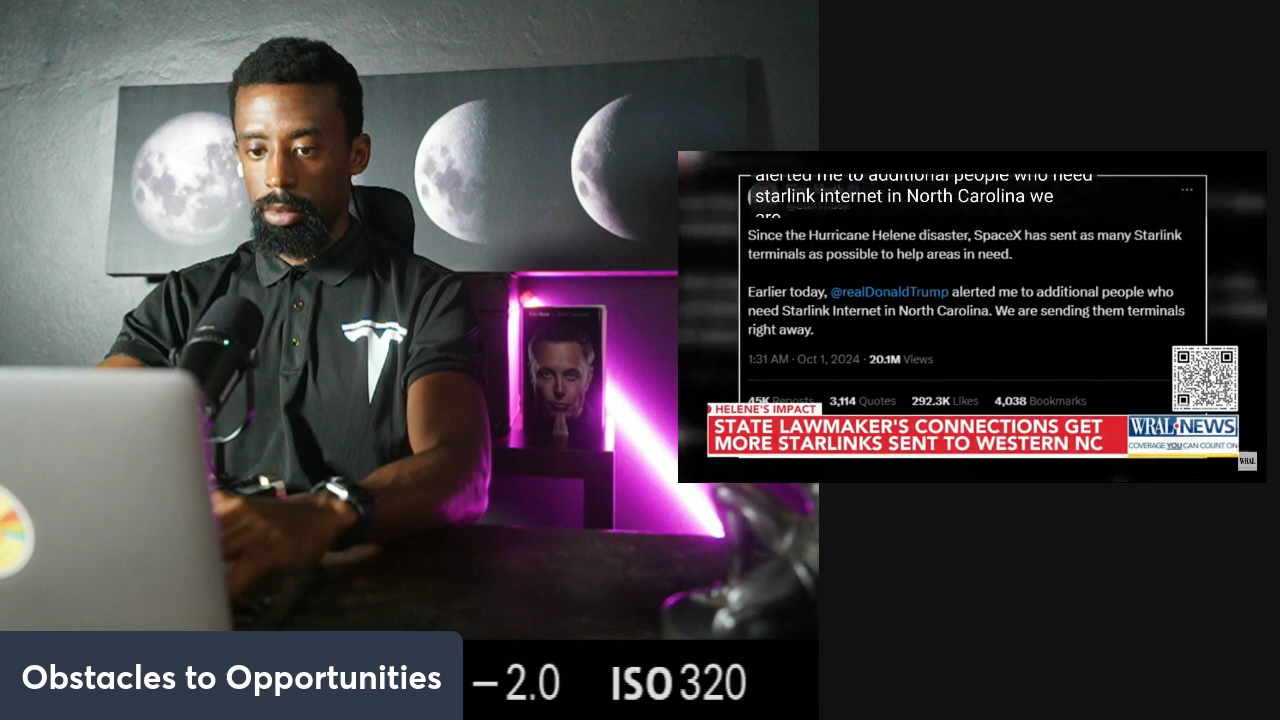 alerted me to additional people who need
starlink internet in North Carolina we
are
Since the Hurricane Helene disaster, SpaceX has sent as many Starlink
terminals as possible to help areas in need.
Earlier today, @realDonaldTrump alerted me to additional people who
need Starlink Internet in North Carolina. We are sending them terminals
right away.
1:31 AM · Oct 1, 2024 · 20.1M Views
45K Reposts 3,114 Quotes 292.3K Likes 4,038 Bookmarks
HELENE'S IMPACT
STATE LAWMAKER'S CONNECTIONS GET
MORE STARLINKS SENT TO WESTERN NC
WRAL NEWS
COVERAGE YOU CAN COUNT ON
WRAL
Obstacles to Opportunities
– 2.0 ISO 320